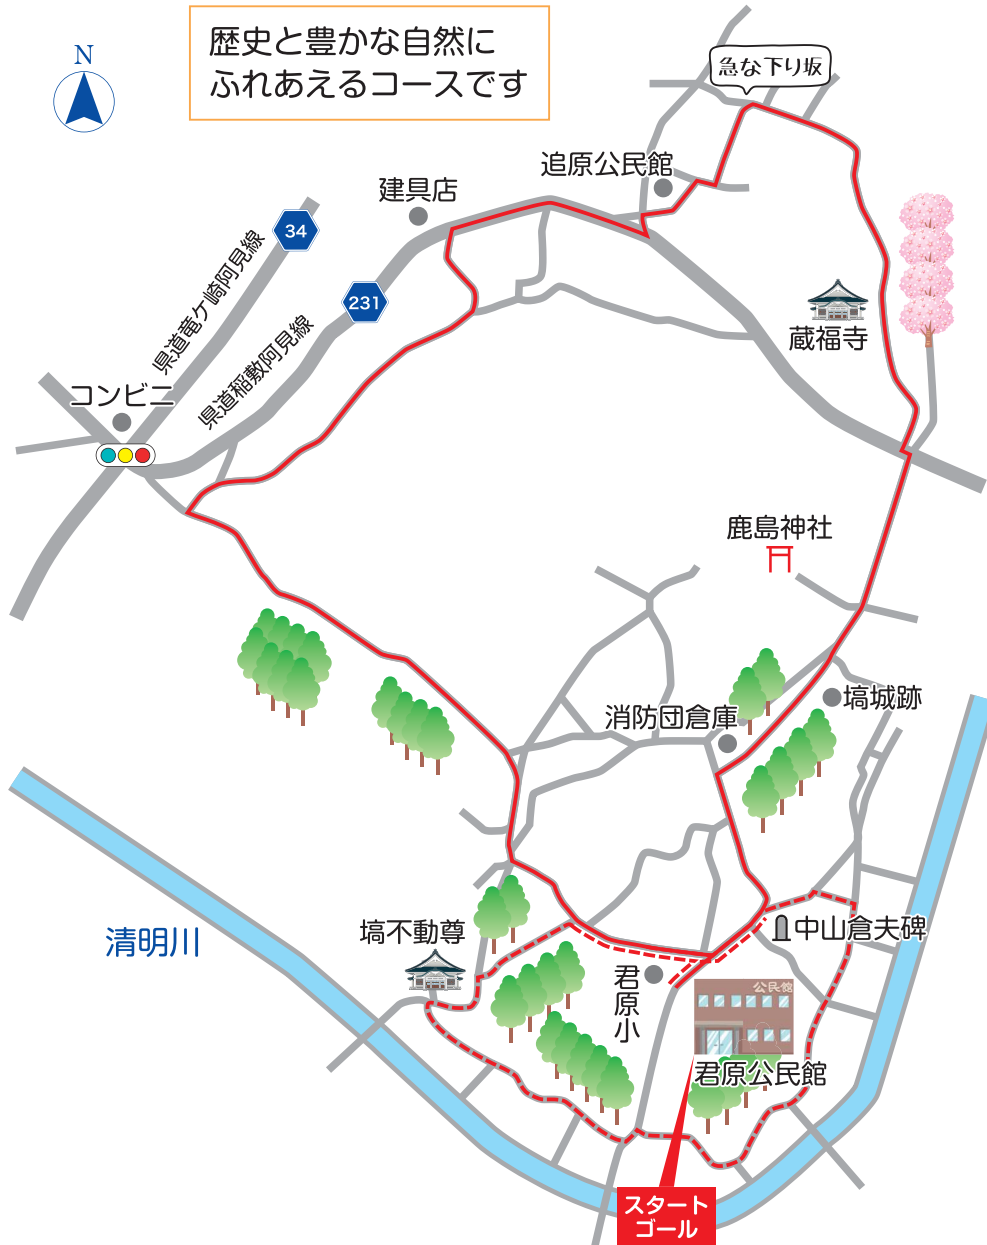 歴史と豊かな自然に
ふれあえるコースです
N
急な下り坂
追原公民館
建具店
34
県道竜ケ崎阿見線
231
県道稲敷阿見線
蔵福寺
コンビニ
鹿島神社
塙城跡
消防団倉庫
中山倉夫碑
塙不動尊
清明川
君原小
公民館
君原公民館
スタート
ゴール